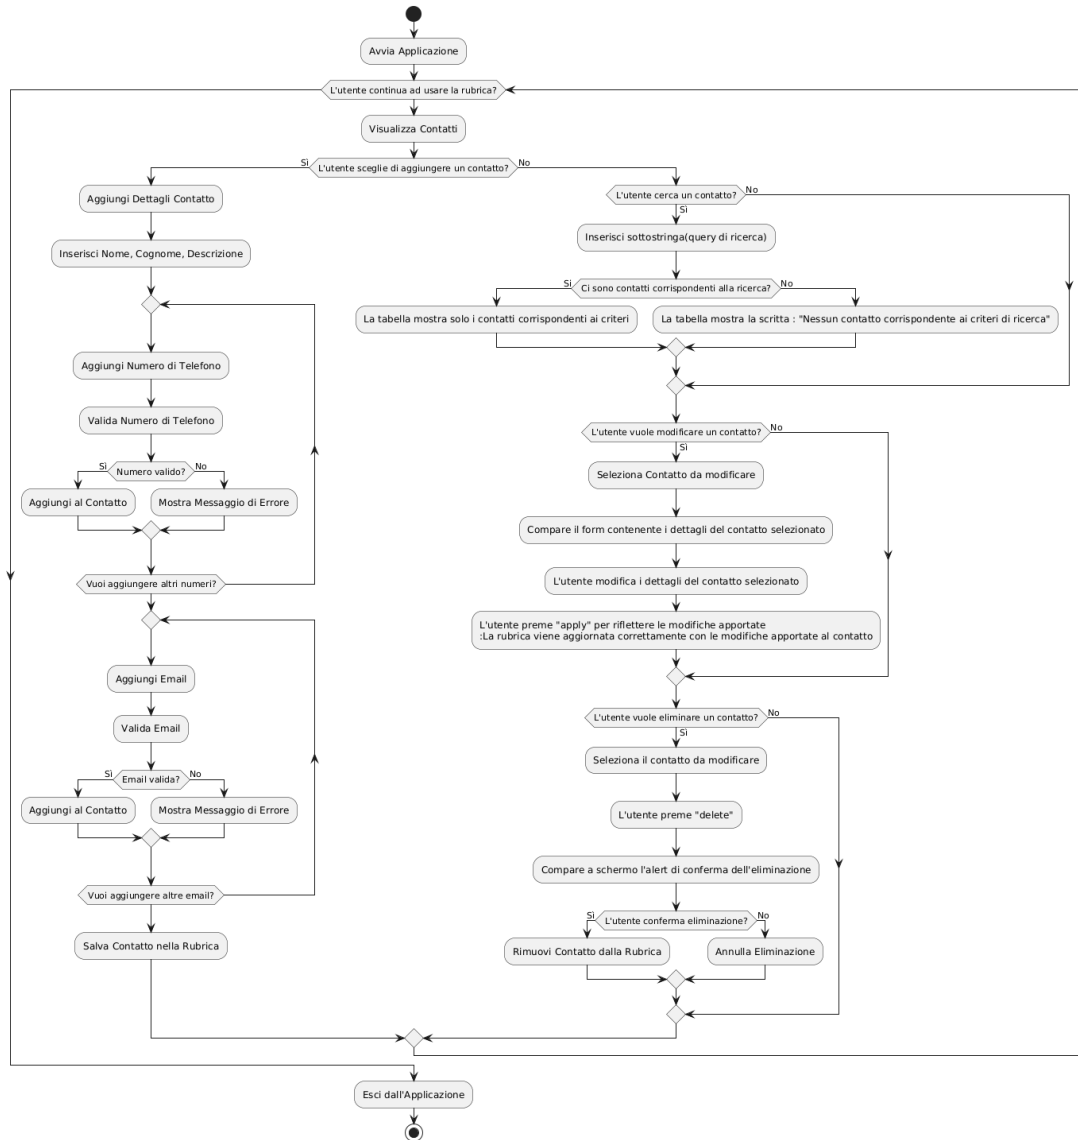 Avvia Applicazione
L'utente continua ad usare la rubrica?
Visualizza Contatti
L'utente sceglie di aggiungere un contatto?
Sì
No
Aggiungi Dettagli Contatto
Inserisci Nome, Cognome, Descrizione
Aggiungi Numero di Telefono
Valida Numero di Telefono
Numero valido?
Sì
No
Aggiungi al Contatto
Mostra Messaggio di Errore
Vuoi aggiungere altri numeri?
Aggiungi Email
Valida Email
Email valida?
Sì
No
Aggiungi al Contatto
Mostra Messaggio di Errore
Vuoi aggiungere altre email?
Salva Contatto nella Rubrica
L'utente cerca un contatto?
No
Sì
Inserisci sottostringa(query di ricerca)
Ci sono contatti corrispondenti alla ricerca?
Sì
No
La tabella mostra solo i contatti corrispondenti ai criteri
La tabella mostra la scritta : "Nessun contatto corrispondente ai criteri di ricerca"
L'utente vuole modificare un contatto?
No
Sì
Seleziona Contatto da modificare
Compare il form contenente i dettagli del contatto selezionato
L'utente modifica i dettagli del contatto selezionato
L'utente preme "apply" per riflettere le modifiche apportate
:La rubrica viene aggiornata correttamente con le modifiche apportate al contatto
L'utente vuole eliminare un contatto?
No
Sì
Seleziona il contatto da modificare
L'utente preme "delete"
Compare a schermo l'alert di conferma dell'eliminazione
L'utente conferma eliminazione?
Sì
No
Rimuovi Contatto dalla Rubrica
Annulla Eliminazione
Esci dall'Applicazione